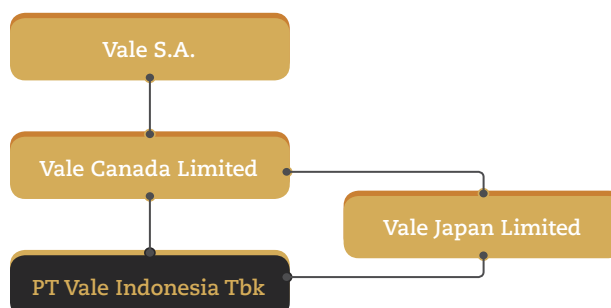 Vale S.A.
Vale Canada Limited
Vale Japan Limited
PT Vale Indonesia Tbk